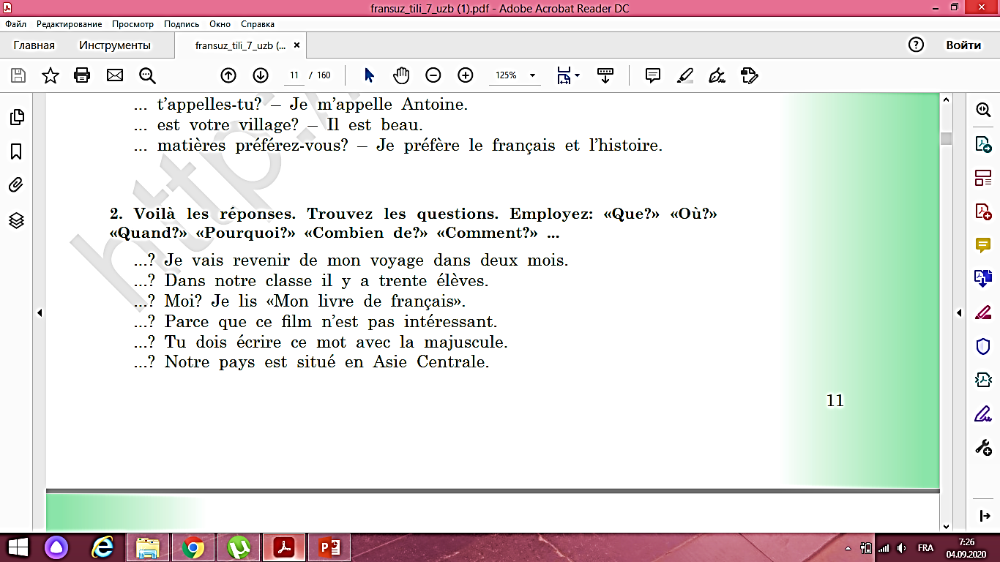 fransuz_tili_7_uzb (1).pdf - Adobe Acrobat Reader DC
Файл Редактирование Просмотр Подпись Окно Справка
Главная Инструменты fransuz_tili_7_uzb (... × Войти
11 / 160 125%
... t’appelles-tu? – Je m’appelle Antoine.
... est votre village? – Il est beau.
... matières préférez-vous? – Je préfère le français et l’histoire.
2. Voilà les réponses. Trouvez les questions. Employez: «Que?» «Où?»
«Quand?» «Pourquoi?» «Combien de?» «Comment?» ...
...? Je vais revenir de mon voyage dans deux mois.
...? Dans notre classe il y a trente élèves.
...? Moi? Je lis «Mon livre de français».
...? Parce que ce film n’est pas intéressant.
...? Tu dois écrire ce mot avec la majuscule.
...? Notre pays est situé en Asie Centrale.
11
http:/
FRA
7:26
04.09.2020